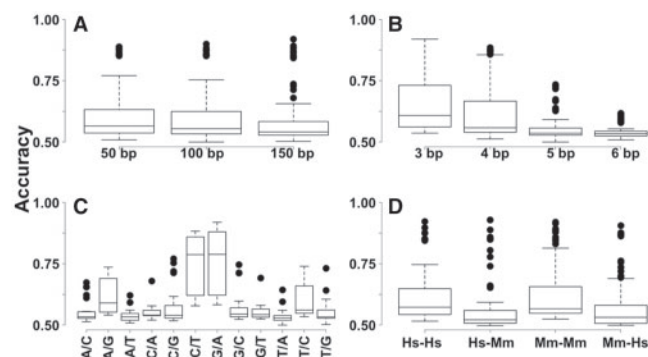 A
1.00
0.75
0.50
50 bp 100 bp 150 bp
B
1.00
0.75
0.50
3 bp 4 bp 5 bp 6 bp
Accuracy
C
1.00
0.75
0.50
A/C A/G A/T C/A C/G C/T G/A G/C G/T T/A T/C T/G
D
1.00
0.75
0.50
Hs-Hs Hs-Mm Mm-Mm Mm-Hs